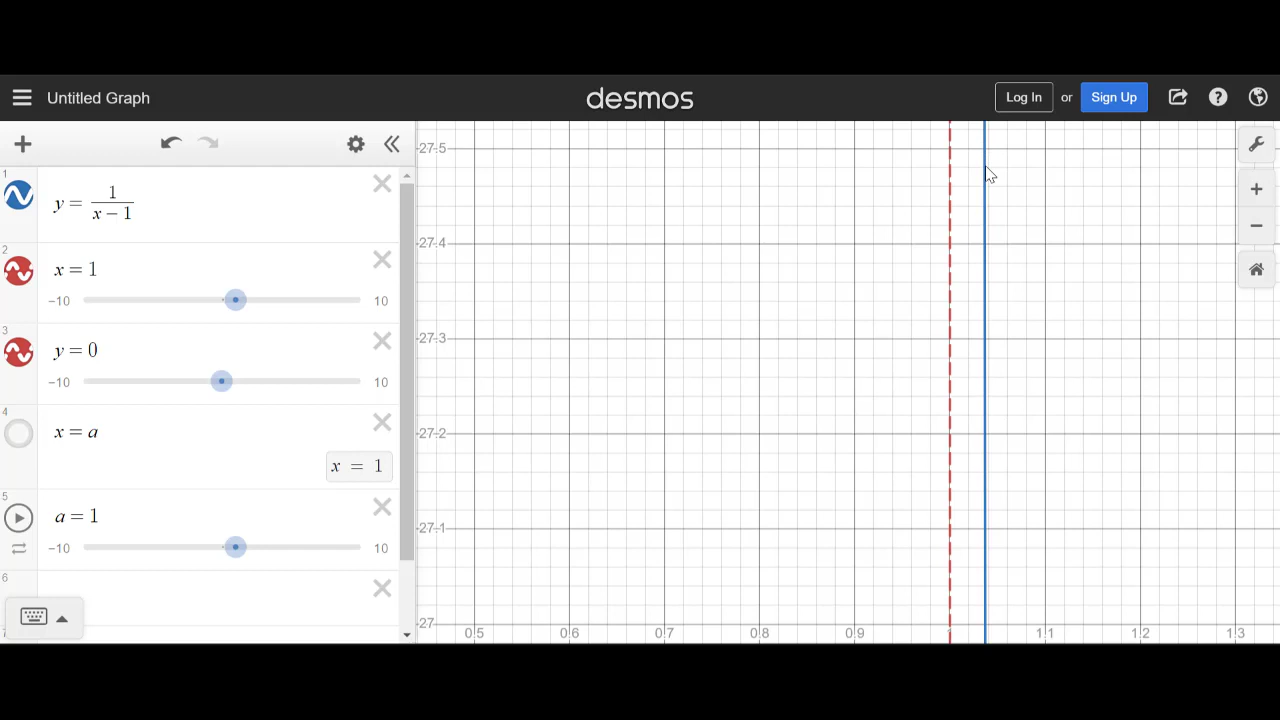 Untitled Graph
desmos
Log In or Sign Up
1
y = 1/(x − 1)
2
x = 1
−10 10
3
y = 0
−10 10
4
x = a
x = 1
5
a = 1
−10 10
6
27.5
27.4
27.3
27.2
27.1
27
0.5 0.6 0.7 0.8 0.9 1 1.1 1.2 1.3